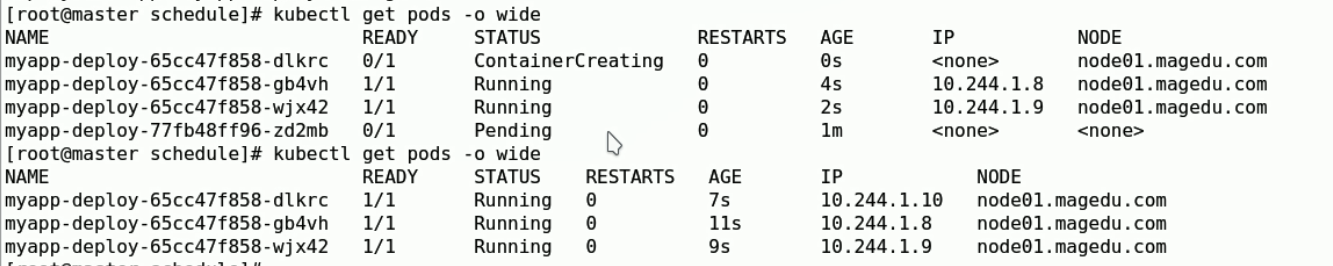 [root@master schedule]# kubectl get pods -o wide
NAME READY STATUS RESTARTS AGE IP NODE
myapp-deploy-65cc47f858-dlkrc 0/1 ContainerCreating 0 0s <none> node01.magedu.com
myapp-deploy-65cc47f858-gb4vh 1/1 Running 0 4s 10.244.1.8 node01.magedu.com
myapp-deploy-65cc47f858-wjx42 1/1 Running 0 2s 10.244.1.9 node01.magedu.com
myapp-deploy-77fb48ff96-zd2mb 0/1 Pending 0 1m <none> <none>
[root@master schedule]# kubectl get pods -o wide
NAME READY STATUS RESTARTS AGE IP NODE
myapp-deploy-65cc47f858-dlkrc 1/1 Running 0 7s 10.244.1.10 node01.magedu.com
myapp-deploy-65cc47f858-gb4vh 1/1 Running 0 11s 10.244.1.8 node01.magedu.com
myapp-deploy-65cc47f858-wjx42 1/1 Running 0 9s 10.244.1.9 node01.magedu.com
[root@master schedule]#